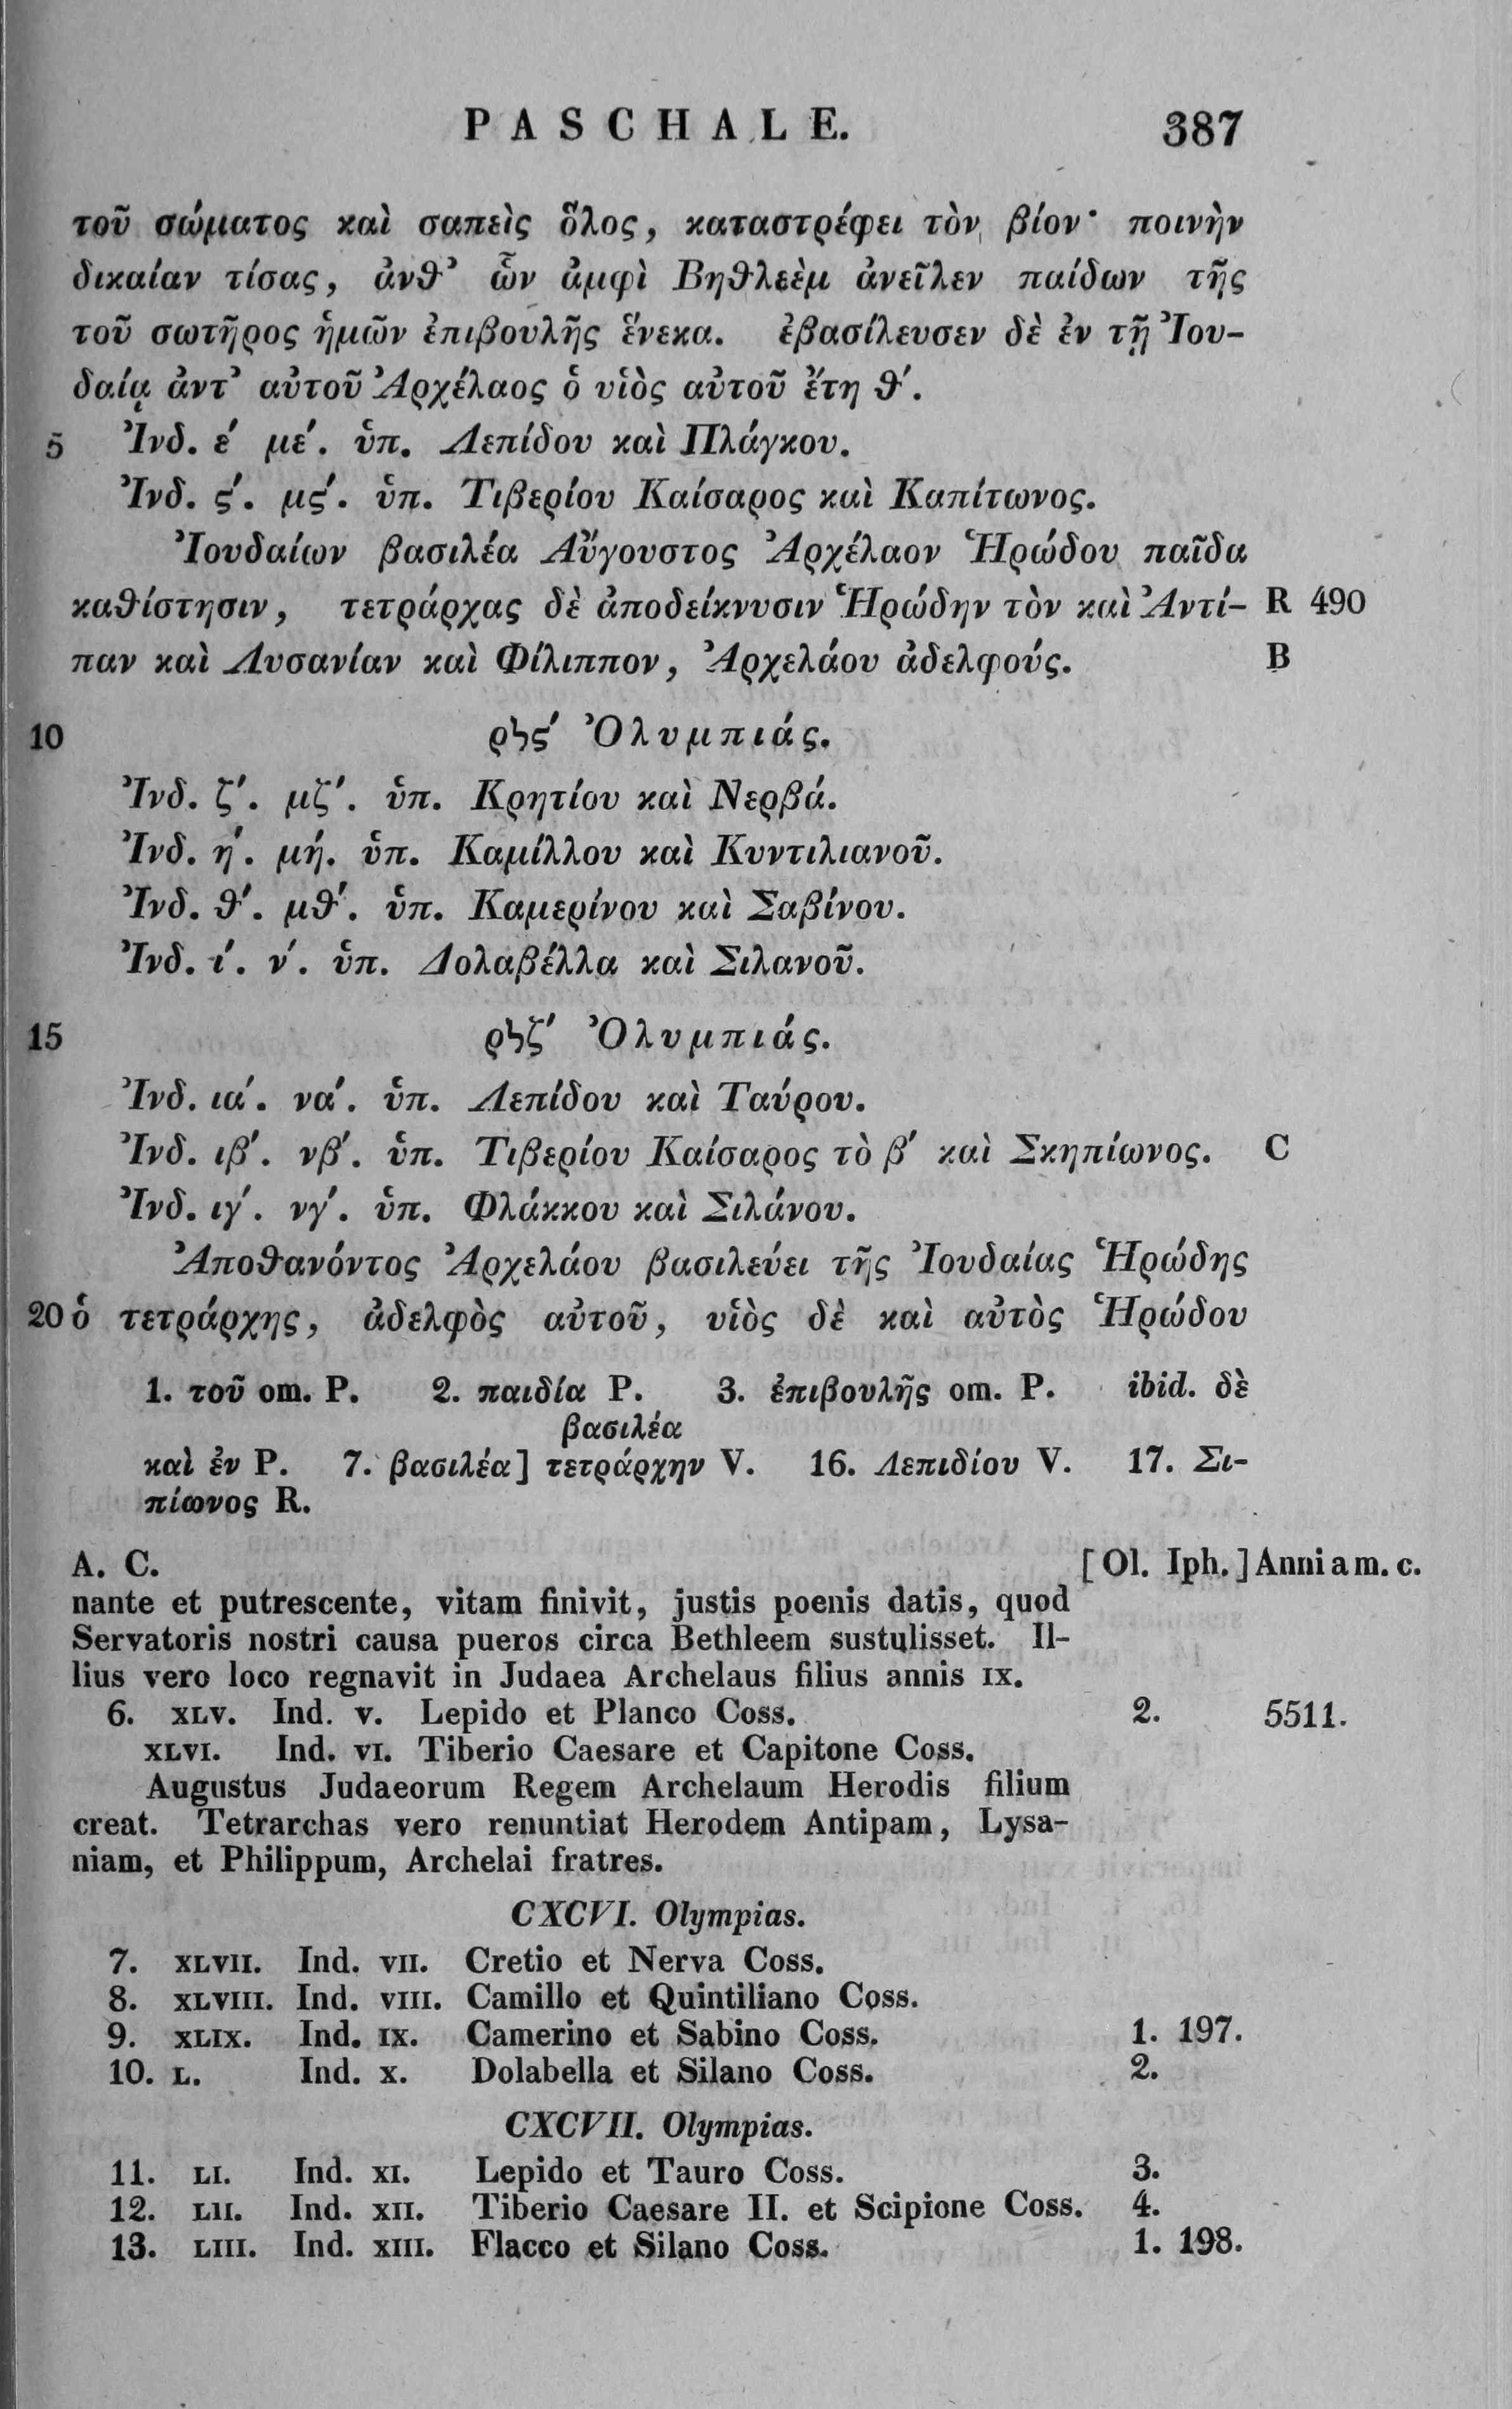 PASCHALE. 387
τοῦ σώματος καὶ σαπεὶς ὅλος, καταστρέφει τὸν βίον· ποινὴν
δικαίαν τίσας, ἀνθ᾽ ὧν ἀμφὶ Βηθλεὲμ ἀνεῖλεν παίδων τῆς
τοῦ σωτῆρος ἡμῶν ἐπιβουλῆς ἕνεκα. ἐβασίλευσεν δὲ ἐν τῇ Ἰου-
δαίᾳ ἀντ᾽ αὐτοῦ Ἀρχέλαος ὁ υἱὸς αὐτοῦ ἔτη θ΄.
5 Ἰνδ. ε΄ με΄. ὑπ. Λεπίδου καὶ Πλάγκου.
Ἰνδ. ϛ΄. μϛ΄. ὑπ. Τιβερίου Καίσαρος καὶ Καπίτωνος.
Ἰουδαίων βασιλέα Αὔγουστος Ἀρχέλαον Ἡρώδου παῖδα
καθίστησιν, τετράρχας δὲ ἀποδείκνυσιν Ἡρώδην τὸν καὶ Ἀντί- R 490
παν καὶ Λυσανίαν καὶ Φίλιππον, Ἀρχελάου ἀδελφούς. B
10 ρϟϛ΄ Ὀλυμπιάς.
Ἰνδ. ζ΄. μζ΄. ὑπ. Κρητίου καὶ Νερβά.
Ἰνδ. η΄. μή. ὑπ. Καμίλλου καὶ Κυντιλιανοῦ.
Ἰνδ. θ΄. μθ΄. ὑπ. Καμερίνου καὶ Σαβίνου.
Ἰνδ. ι΄. ν΄. ὑπ. Δολαβέλλα καὶ Σιλανοῦ.
15 ρϟζ΄ Ὀλυμπιάς.
Ἰνδ. ια΄. να΄. ὑπ. Λεπίδου καὶ Ταύρου.
Ἰνδ. ιβ΄. νβ΄. ὑπ. Τιβερίου Καίσαρος τὸ β΄ καὶ Σκηπίωνος. C
Ἰνδ. ιγ΄. νγ΄. ὑπ. Φλάκκου καὶ Σιλάνου.
Ἀποθανόντος Ἀρχελάου βασιλεύει τῆς Ἰουδαίας Ἡρώδης
20 ὁ τετράρχης, ἀδελφὸς αὐτοῦ, υἱὸς δὲ καὶ αὐτὸς Ἡρώδου
1. τοῦ om. P. 2. παιδία P. 3. ἐπιβουλῆς om. P. ibid. δὲ
βασιλέα
καὶ ἐν P. 7. βασιλέα] τετράρχην V. 16. Λεπιδίου V. 17. Σι-
πίωνος R.
A. C. [Ol. Iph.] Anni a m. c.
nante et putrescente, vitam finivit, justis poenis datis, quod
Servatoris nostri causa pueros circa Bethleem sustulisset. Il-
lius vero loco regnavit in Judaea Archelaus filius annis IX.
6. XLV. Ind. V. Lepido et Planco Coss. 2. 5511.
XLVI. Ind. VI. Tiberio Caesare et Capitone Coss.
Augustus Judaeorum Regem Archelaum Herodis filium
creat. Tetrarchas vero renuntiat Herodem Antipam, Lysa-
niam, et Philippum, Archelai fratres.
CXCVI. Olympias.
7. XLVII. Ind. VII. Cretio et Nerva Coss.
8. XLVIII. Ind. VIII. Camillo et Quintiliano Coss.
9. XLIX. Ind. IX. Camerino et Sabino Coss. 1. 197.
10. L. Ind. X. Dolabella et Silano Coss. 2.
CXCVII. Olympias.
11. LI. Ind. XI. Lepido et Tauro Coss. 3.
12. LII. Ind. XII. Tiberio Caesare II. et Scipione Coss. 4.
13. LIII. Ind. XIII. Flacco et Silano Coss. 1. 198.